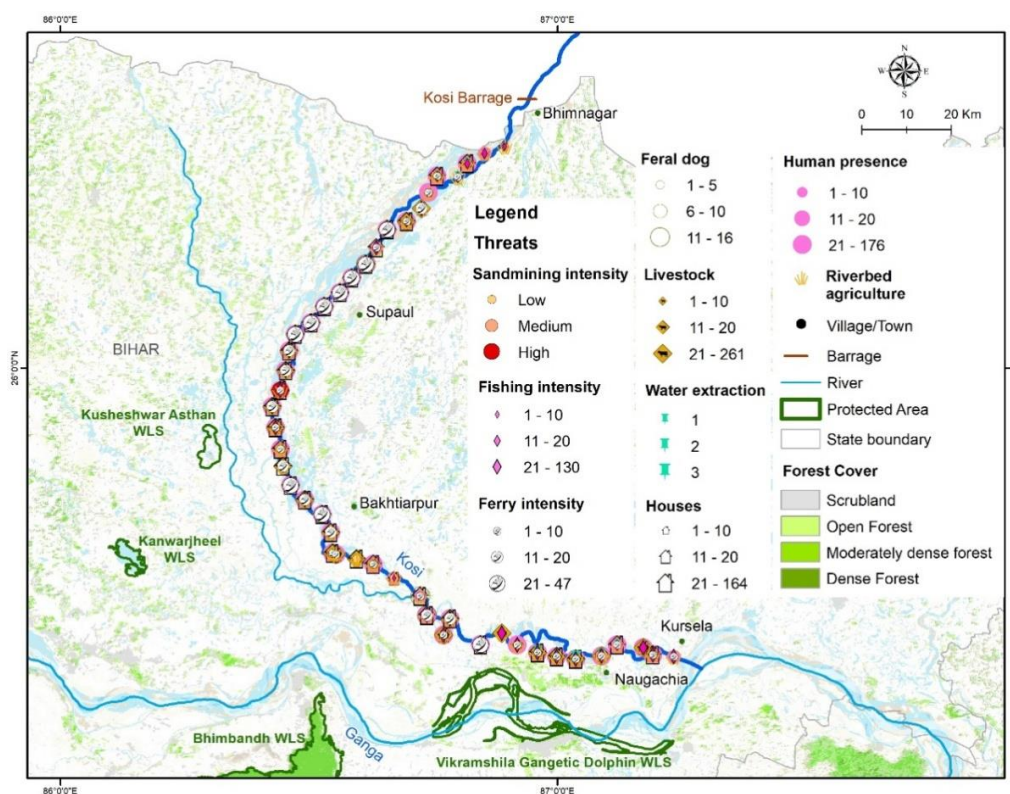 86°0'0"E
87°0'0"E
N
W
E
S
0
10
20 Km
Kosi Barrage
Bhimnagar
Supaul
BIHAR
Kusheshwar Asthan
WLS
Bakhtiarpur
Kanwarjheel
WLS
Kosi
Kursela
Naugachia
Bhimbandh WLS
Ganga
Vikramshila Gangetic Dolphin WLS
26°0'0"N
26°0'0"N
Legend
Threats
Sandmining intensity
Low
Medium
High
Fishing intensity
1 - 10
11 - 20
21 - 130
Ferry intensity
1 - 10
11 - 20
21 - 47
Feral dog
1 - 5
6 - 10
11 - 16
Livestock
1 - 10
11 - 20
21 - 261
Water extraction
1
2
3
Houses
1 - 10
11 - 20
21 - 164
Human presence
1 - 10
11 - 20
21 - 176
Riverbed
agriculture
Village/Town
Barrage
River
Protected Area
State boundary
Forest Cover
Scrubland
Open Forest
Moderately dense forest
Dense Forest
86°0'0"E
87°0'0"E